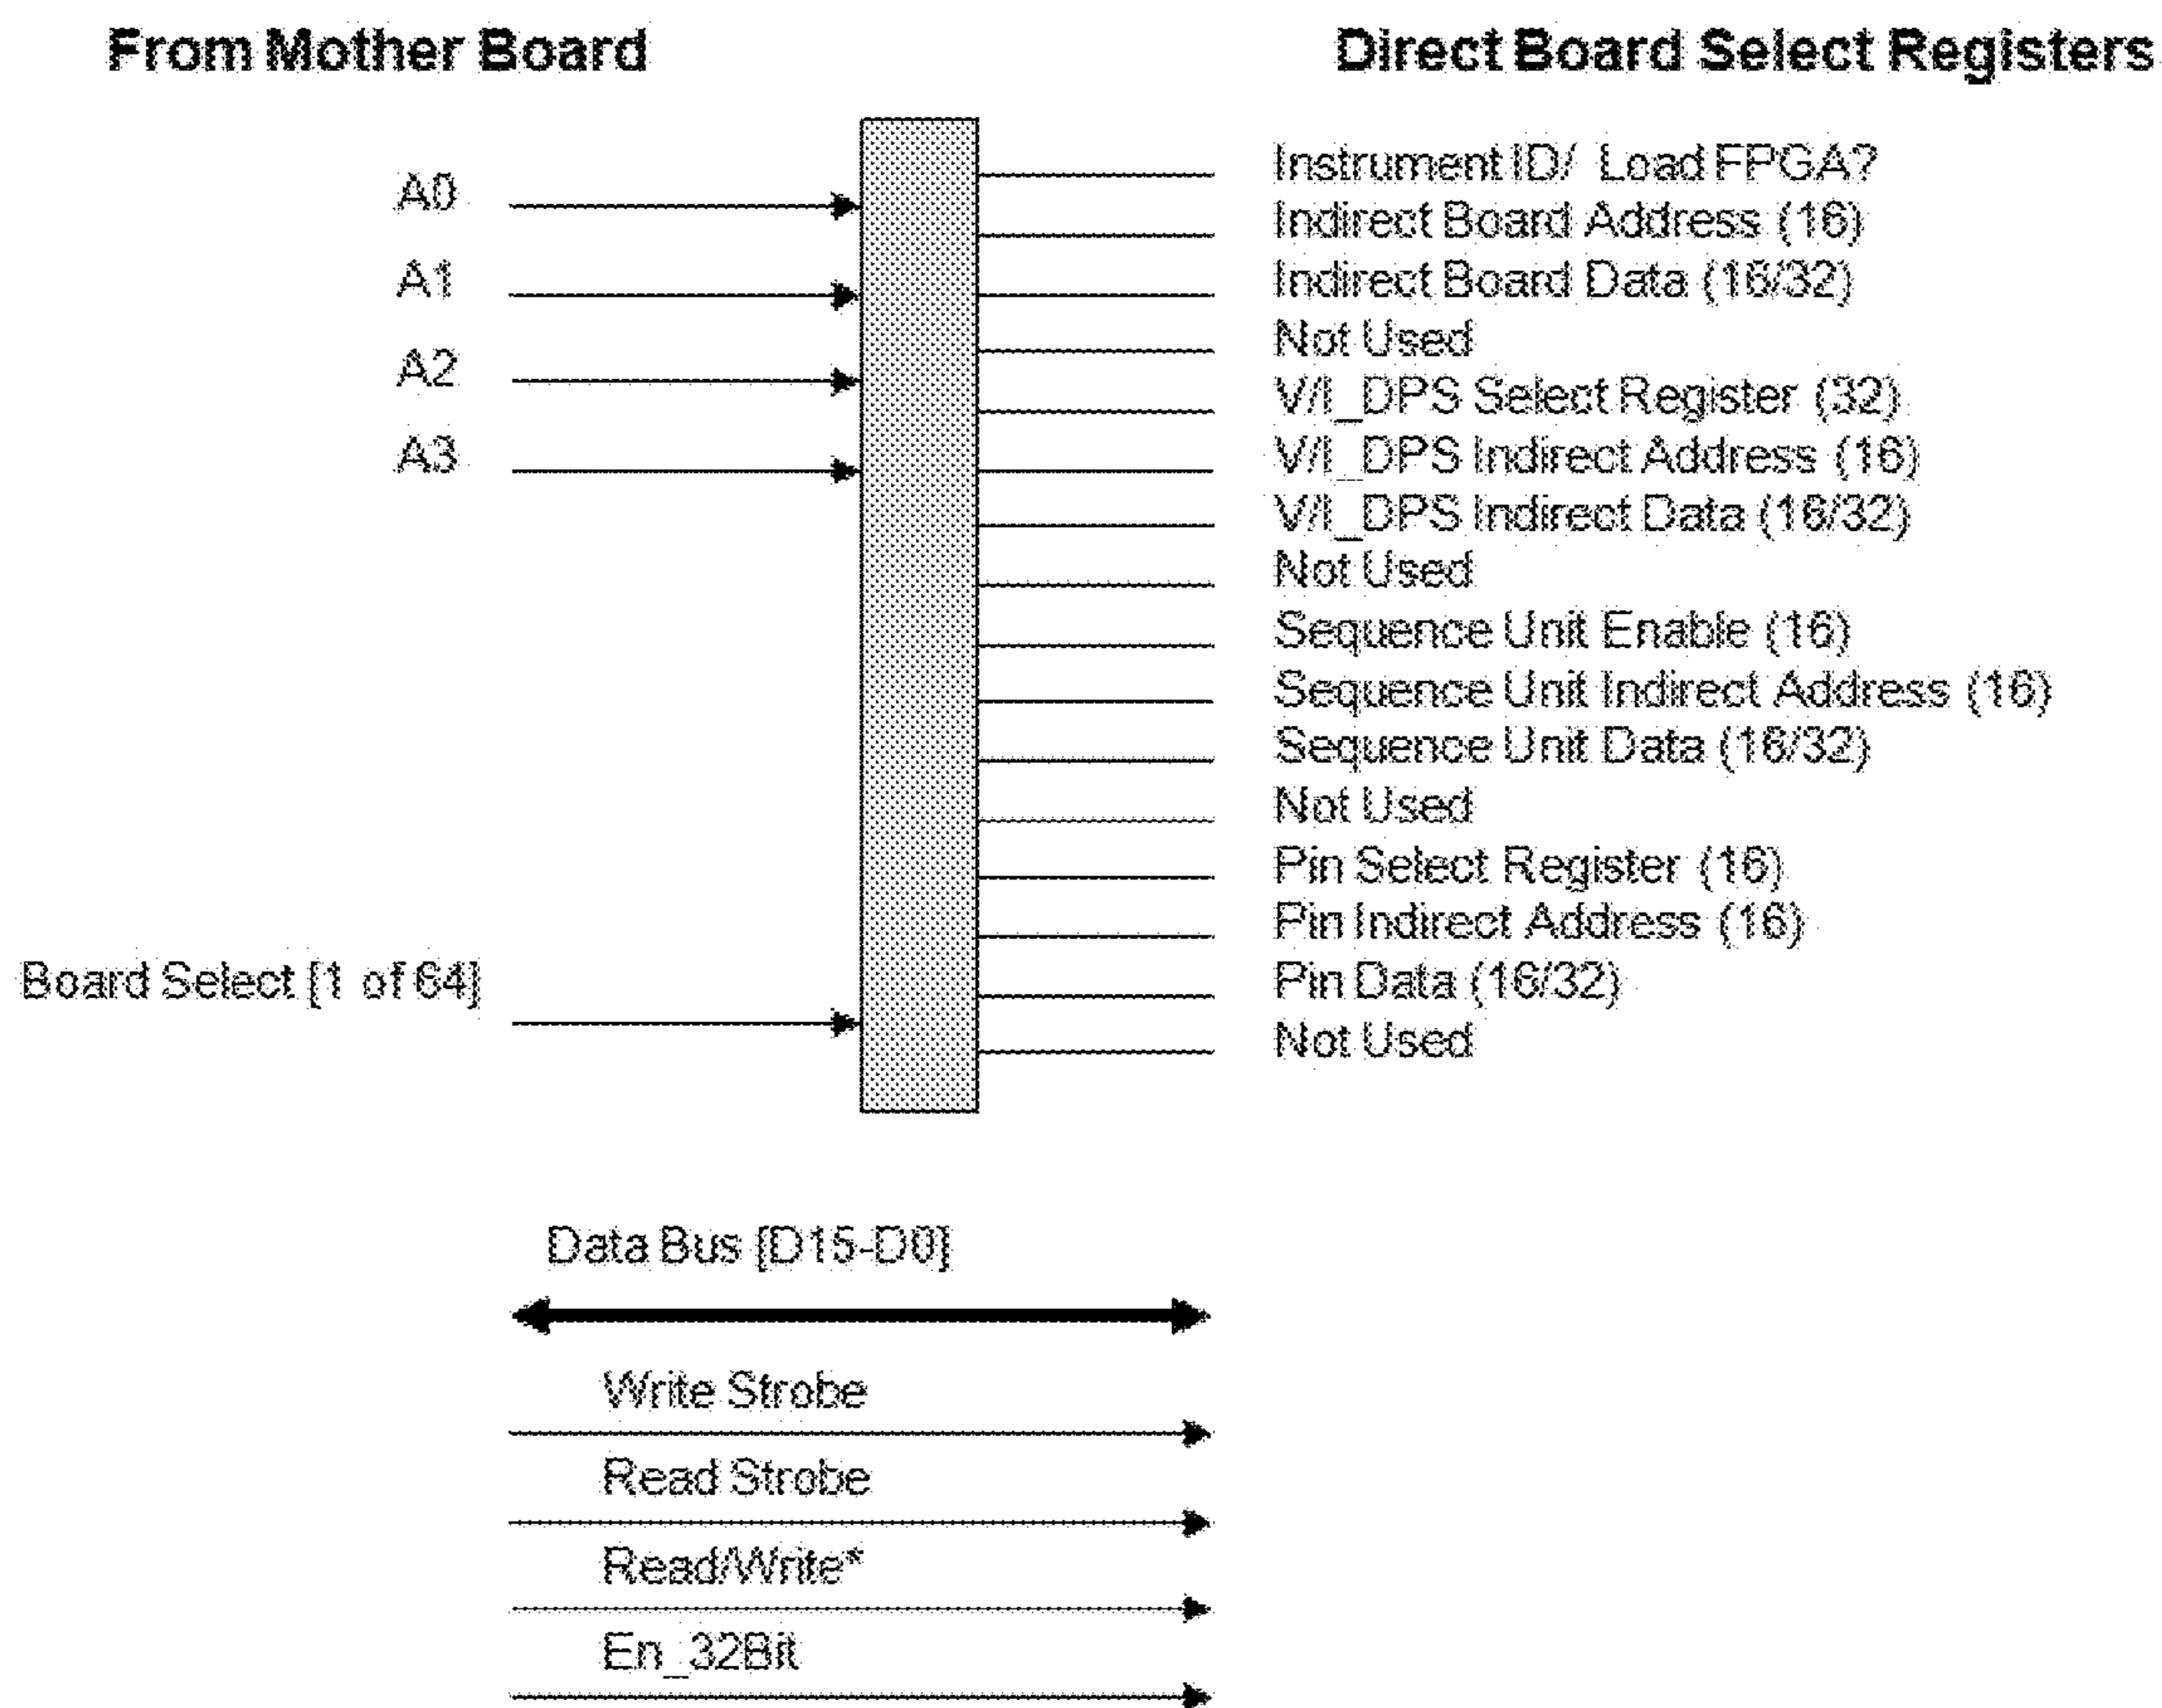 From Mother Board
Direct Board Select Registers
A0
A1
A2
A3
Board Select [1 of 64]
Instrument ID/ Load FPGA?
Indirect Board Address (16)
Indirect Board Data (16/32)
Not Used
V/I_DPS Select Register (32)
V/I_DPS Indirect Address (16)
V/I_DPS Indirect Data (16/32)
Not Used
Sequence Unit Enable (16)
Sequence Unit Indirect Address (16)
Sequence Unit Data (16/32)
Not Used
Pin Select Register (16)
Pin Indirect Address (16)
Pin Data (16/32)
Not Used
Data Bus [D15-D0]
Write Strobe
Read Strobe
Read/Write*
En_32Bit